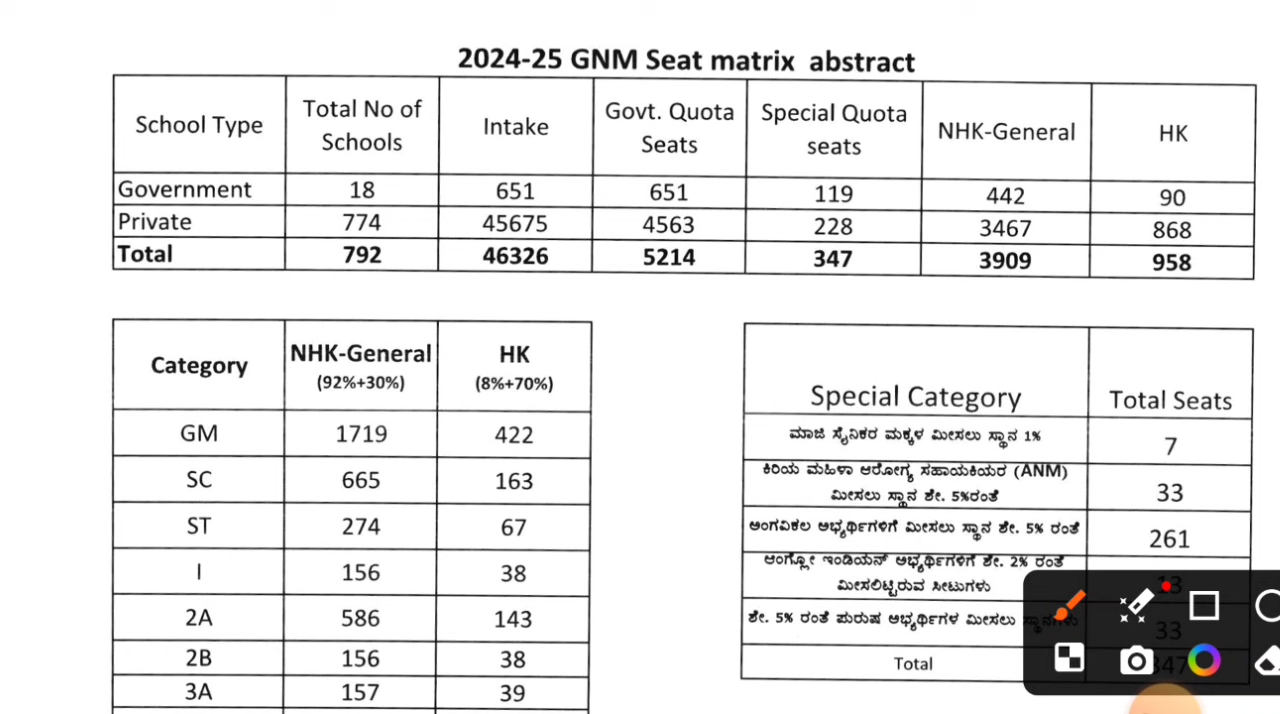 2024-25 GNM Seat matrix abstract
School Type Total No of Schools Intake Govt. Quota Seats Special Quota seats NHK-General HK
Government 18 651 651 119 442 90
Private 774 45675 4563 228 3467 868
Total 792 46326 5214 347 3909 958
Category NHK-General (92%+30%) HK (8%+70%)
GM 1719 422
SC 665 163
ST 274 67
I 156 38
2A 586 143
2B 156 38
3A 157 39
Special Category Total Seats
ಮಾಜಿ ಸೈನಿಕರ ಮಕ್ಕಳ ಮೀಸಲು ಸ್ಥಾನ 1% 7
ಕಿರಿಯ ಮಹಿಳಾ ಆರೋಗ್ಯ ಸಹಾಯಕಿಯರ (ANM)
ಮೀಸಲು ಸ್ಥಾನ ಶೇ. 5%ರಂತೆ 33
ಅಂಗವಿಕಲ ಅಭ್ಯರ್ಥಿಗಳಿಗೆ ಮೀಸಲು ಸ್ಥಾನ ಶೇ. 5% ರಂತೆ 261
ಆಂಗ್ಲೋ ಇಂಡಿಯನ್ ಅಭ್ಯರ್ಥಿಗಳಿಗೆ ಶೇ. 2% ರಂತೆ
ಮೀಸಲಿಟ್ಟಿರುವ ಸೀಟುಗಳು 13
ಶೇ. 5% ರಂತೆ ಪುರುಷ ಅಭ್ಯರ್ಥಿಗಳ ಮೀಸಲು ಸ್ಥಾನಗಳು 33
Total 347